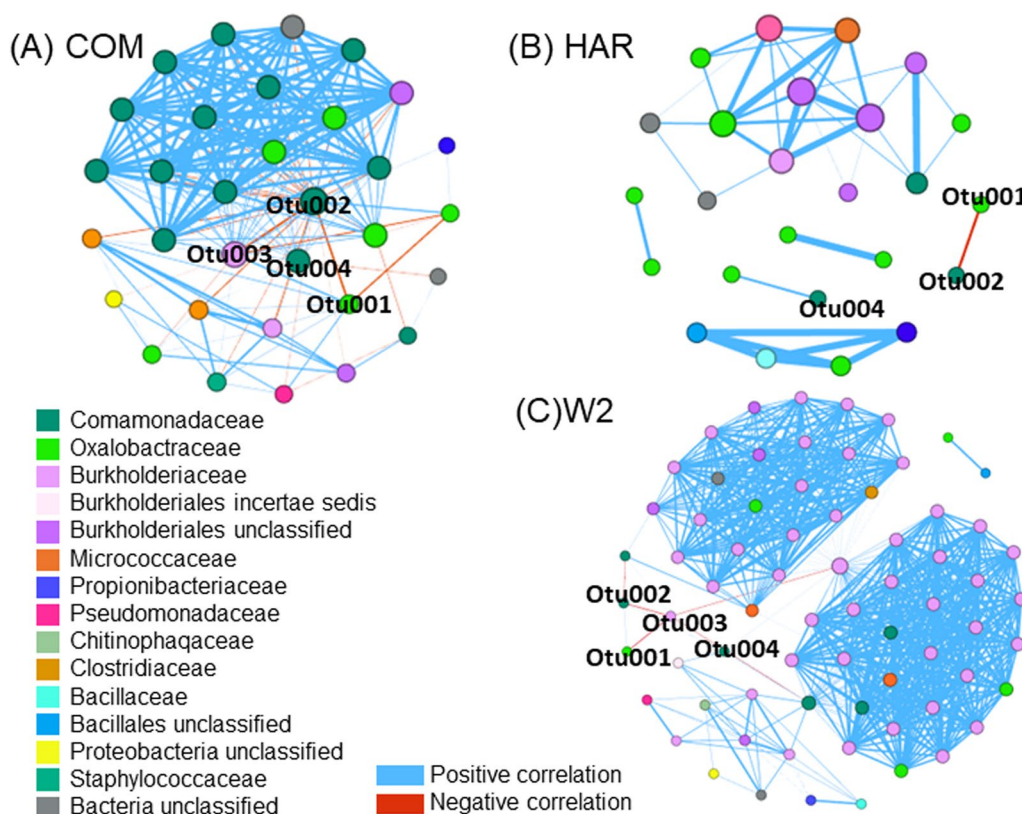 (A) COM
(B) HAR
Otu002
Otu003
Otu004
Otu001
Otu001
Otu002
Otu004
(C)W2
Otu002
Otu003
Otu004
Otu001
Comamonadaceae
Oxalobactraceae
Burkholderiaceae
Burkholderiales incertae sedis
Burkholderiales unclassified
Micrococcaceae
Propionibacteriaceae
Pseudomonadaceae
Chitinophaqaceae
Clostridiaceae
Bacillaceae
Bacillales unclassified
Proteobacteria unclassified
Staphylococcaceae
Bacteria unclassified
Positive correlation
Negative correlation